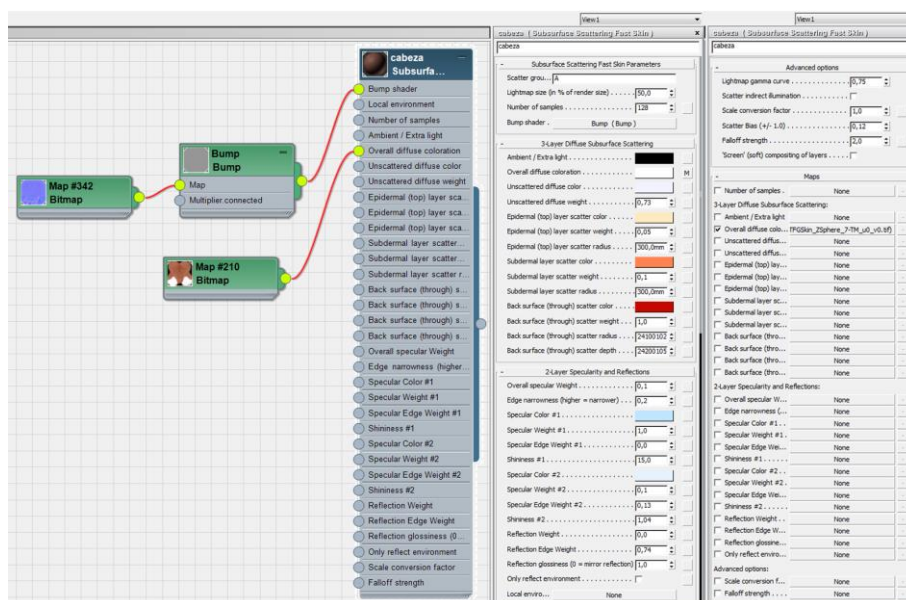 View1
View1
cabeza
Subsurfa...
Bump shader
Local environment
Number of samples
Ambient / Extra light
Overall diffuse coloration
Unscattered diffuse color
Unscattered diffuse weight
Epidermal (top) layer sca...
Epidermal (top) layer sca...
Epidermal (top) layer sca...
Subdermal layer scatter...
Subdermal layer scatter...
Subdermal layer scatter r...
Back surface (through) s...
Back surface (through) s...
Back surface (through) s...
Back surface (through) s...
Overall specular Weight
Edge narrowness (higher...
Specular Color #1
Specular Weight #1
Specular Edge Weight #1
Shininess #1
Specular Color #2
Specular Weight #2
Specular Edge Weight #2
Shininess #2
Reflection Weight
Reflection Edge Weight
Reflection glossiness (0...
Only reflect environment
Scale conversion factor
Falloff strength
Bump
Bump
Map
Multiplier.connected
Map #342
Bitmap
Map #210
Bitmap
cabeza ( Subsurface Scattering Fast Skin ) x
cabeza
- Subsurface Scattering Fast Skin Parameters
Scatter grou... A
Lightmap size (in % of render size) ..... 50,0
Number of samples ............... 128
Bump shader . Bump ( Bump )
- 3-Layer Diffuse Subsurface Scattering
Ambient / Extra light
Overall diffuse coloration M
Unscattered diffuse color
Unscattered diffuse weight 0,73
Epidermal (top) layer scatter color
Epidermal (top) layer scatter weight 0,05
Epidermal (top) layer scatter radius 300,0mm
Subdermal layer scatter color
Subdermal layer scatter weight 0,1
Subdermal layer scatter radius 300,0mm
Back surface (through) scatter color
Back surface (through) scatter weight 1,0
Back surface (through) scatter radius 24100102
Back surface (through) scatter depth 24200105
- 2-Layer Specularity and Reflections
Overall specular Weight 0,1
Edge narrowness (higher = narrower) 0,2
Specular Color #1
Specular Weight #1 1,0
Specular Edge Weight #1 0,0
Shininess #1 15,0
Specular Color #2
Specular Weight #2 0,1
Specular Edge Weight #2 0,13
Shininess #2 1,04
Reflection Weight 0,0
Reflection Edge Weight 0,74
Reflection glossiness (0 = mirror reflection) 1,0
Only reflect environment
Local enviro... None
cabeza ( Subsurface Scattering Fast Skin )
cabeza
- Advanced options
Lightmap gamma curve 0,75
Scatter indirect illumination
Scale conversion factor 1,0
Scatter Bias (+/- 1.0) 0,12
Falloff strength 2,0
'Screen' (soft) compositing of layers
- Maps
Number of samples . None
3-Layer Diffuse Subsurface Scattering:
Ambient / Extra light None
Overall diffuse colo... TPGSkin_ZSphere_7-TM_u0_v0.tif)
Unscattered diffus... None
Unscattered diffus... None
Epidermal (top) lay... None
Epidermal (top) lay... None
Epidermal (top) lay... None
Subdermal layer sc... None
Subdermal layer sc... None
Subdermal layer sc... None
Back surface (thro... None
Back surface (thro... None
Back surface (thro... None
Back surface (thro... None
2-Layer Specularity and Reflections:
Overall specular W... None
Edge narrowness (... None
Specular Color #1 . . None
Specular Weight #1 . None
Specular Edge Wei... None
Shininess #1 None
Specular Color #2 . . None
Specular Weight #2 . None
Specular Edge Wei... None
Shininess #2 None
Reflection Weight . . None
Reflection Edge W... None
Reflection glossine... None
Only reflect enviro... None
Advanced options:
Scale conversion f... None
Falloff strength . . . . None